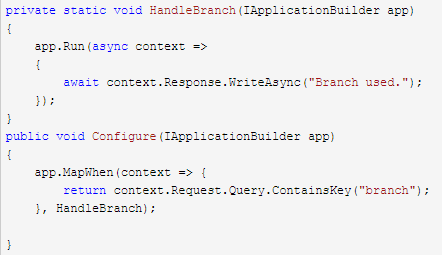 private static void HandleBranch(IApplicationBuilder app)
{
    app.Run(async context =>
    {
        await context.Response.WriteAsync("Branch used.");
    });
}
public void Configure(IApplicationBuilder app)
{
    app.MapWhen(context => {
        return context.Request.Query.ContainsKey("branch");
    }, HandleBranch);
}